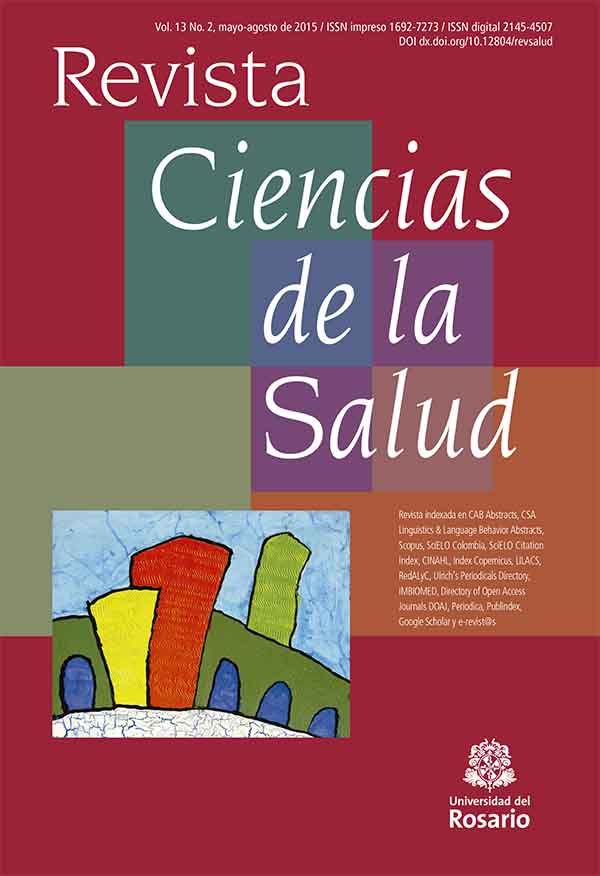 Vol. 13 No. 2, mayo-agosto de 2015 / ISSN impreso 1692-7273 / ISSN digital 2145-4507
DOI dx.doi.org/10.12804/revsalud
Revista
Ciencias
de la
Salud
Revista indexada en CAB Abstracts, CSA
Linguistics & Language Behavior Abstracts,
Scopus, SciELO Colombia, SciELO Citation
Index, CINAHL, Index Copernicus, LILACS,
RedALyC, Ulrich's Periodicals Directory,
IMBIOMED, Directory of Open Access
Journals DOAJ, Periodica, Publindex,
Google Scholar y e-revist@s
Universidad del
Rosario